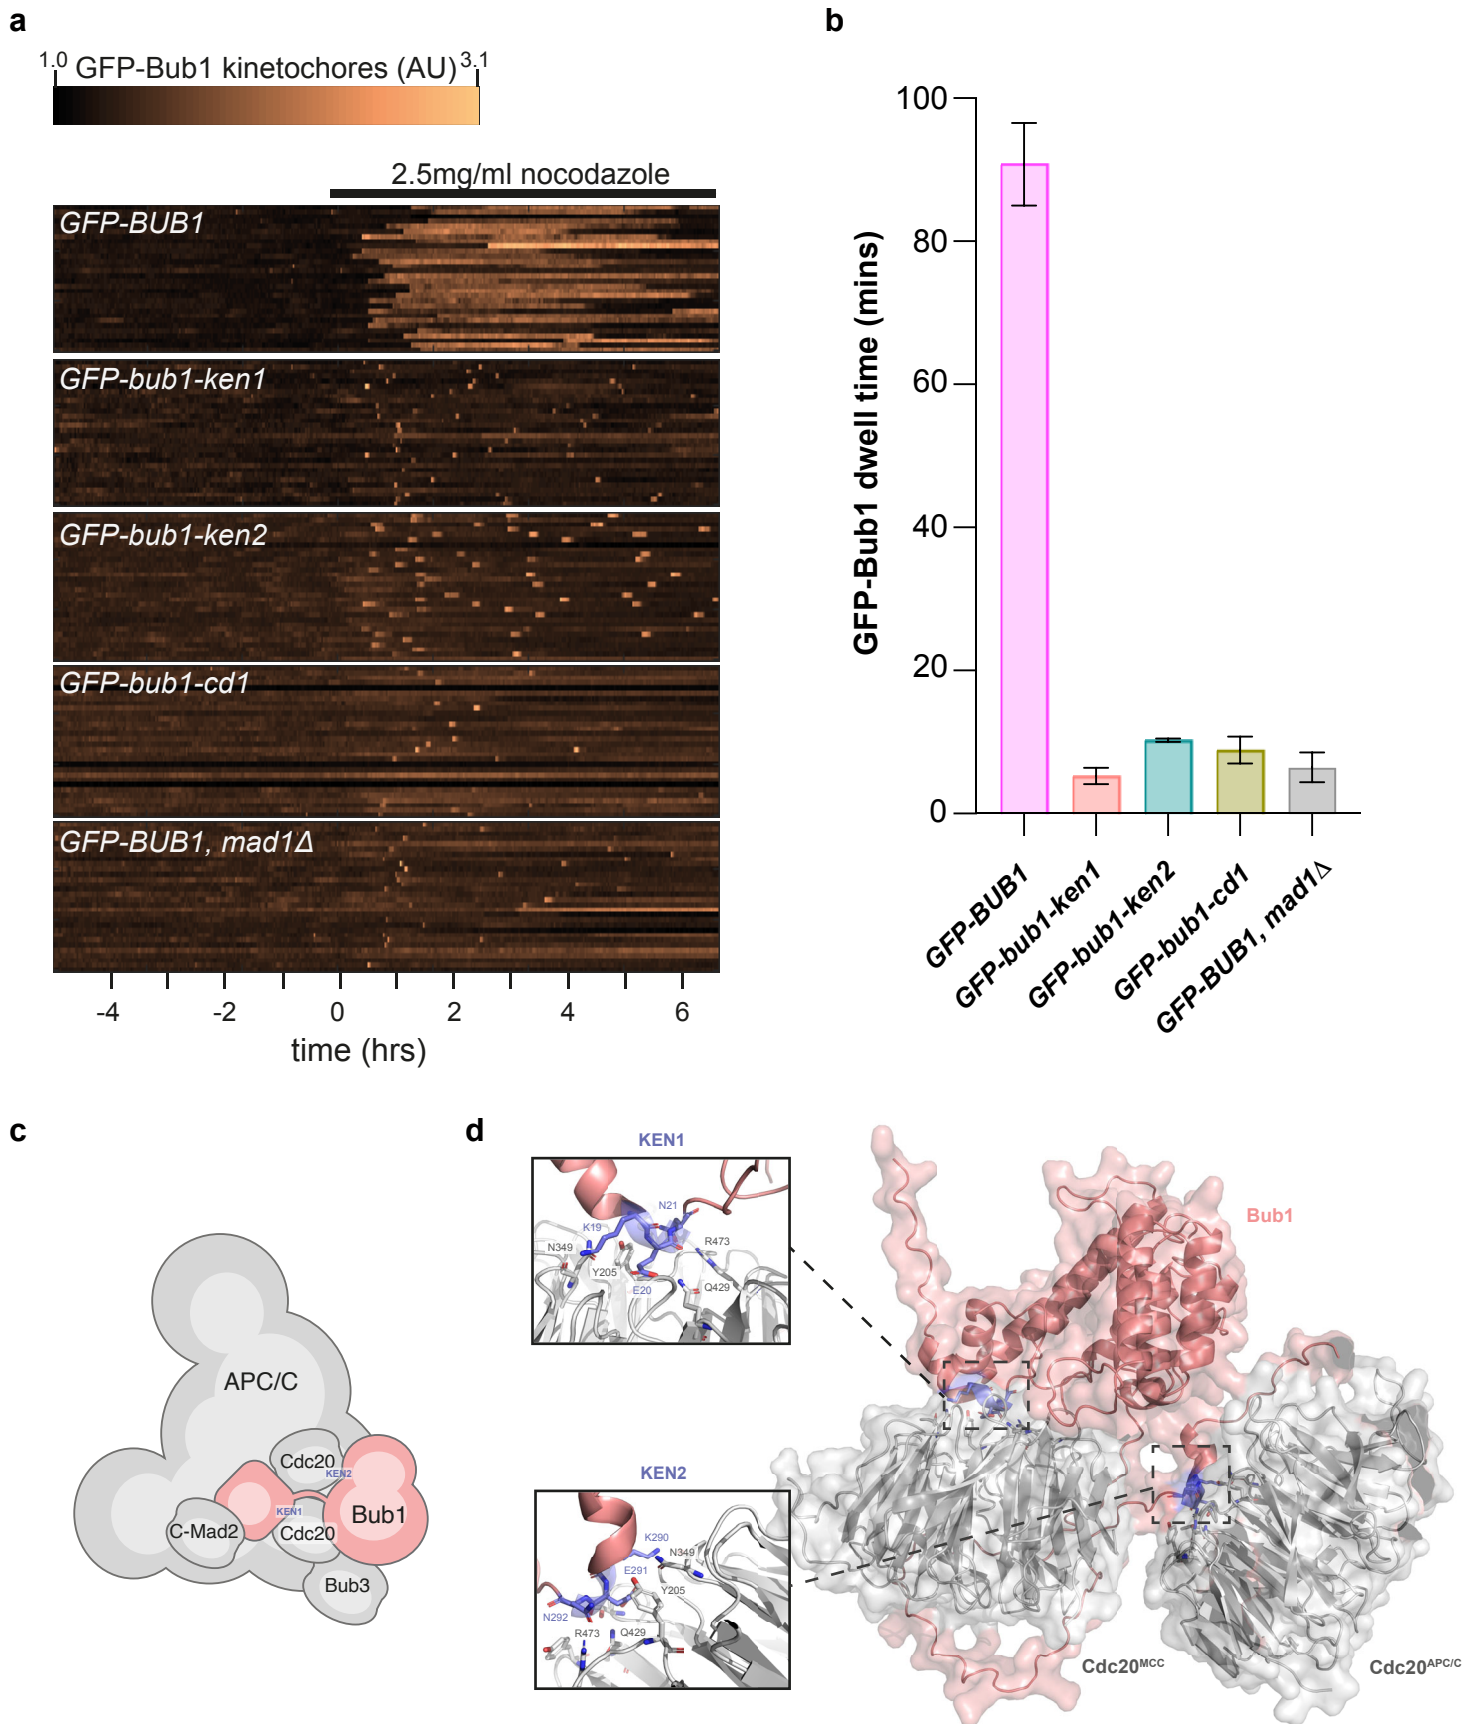 a
1.0 GFP-Bub1 kinetochores (AU) 3.1
2.5mg/ml nocodazole
GFP-BUB1
GFP-bub1-ken1
GFP-bub1-ken2
GFP-bub1-cd1
GFP-BUB1, mad1Δ
-4 -2 0 2 4 6
time (hrs)
b
100
80
60
40
20
0
GFP-Bub1 dwell time (mins)
GFP-BUB1
GFP-bub1-ken1
GFP-bub1-ken2
GFP-bub1-cd1
GFP-BUB1, mad1Δ
c
APC/C
Cdc20
KEN2
KEN1
C-Mad2
Cdc20
Bub1
Bub3
d
KEN1
N21
K19
R473
N349
Y205
E20
Q429
KEN2
K290
N349
E291
Y205
N292
R473
Q429
Bub1
Cdc20MCC
Cdc20APC/C